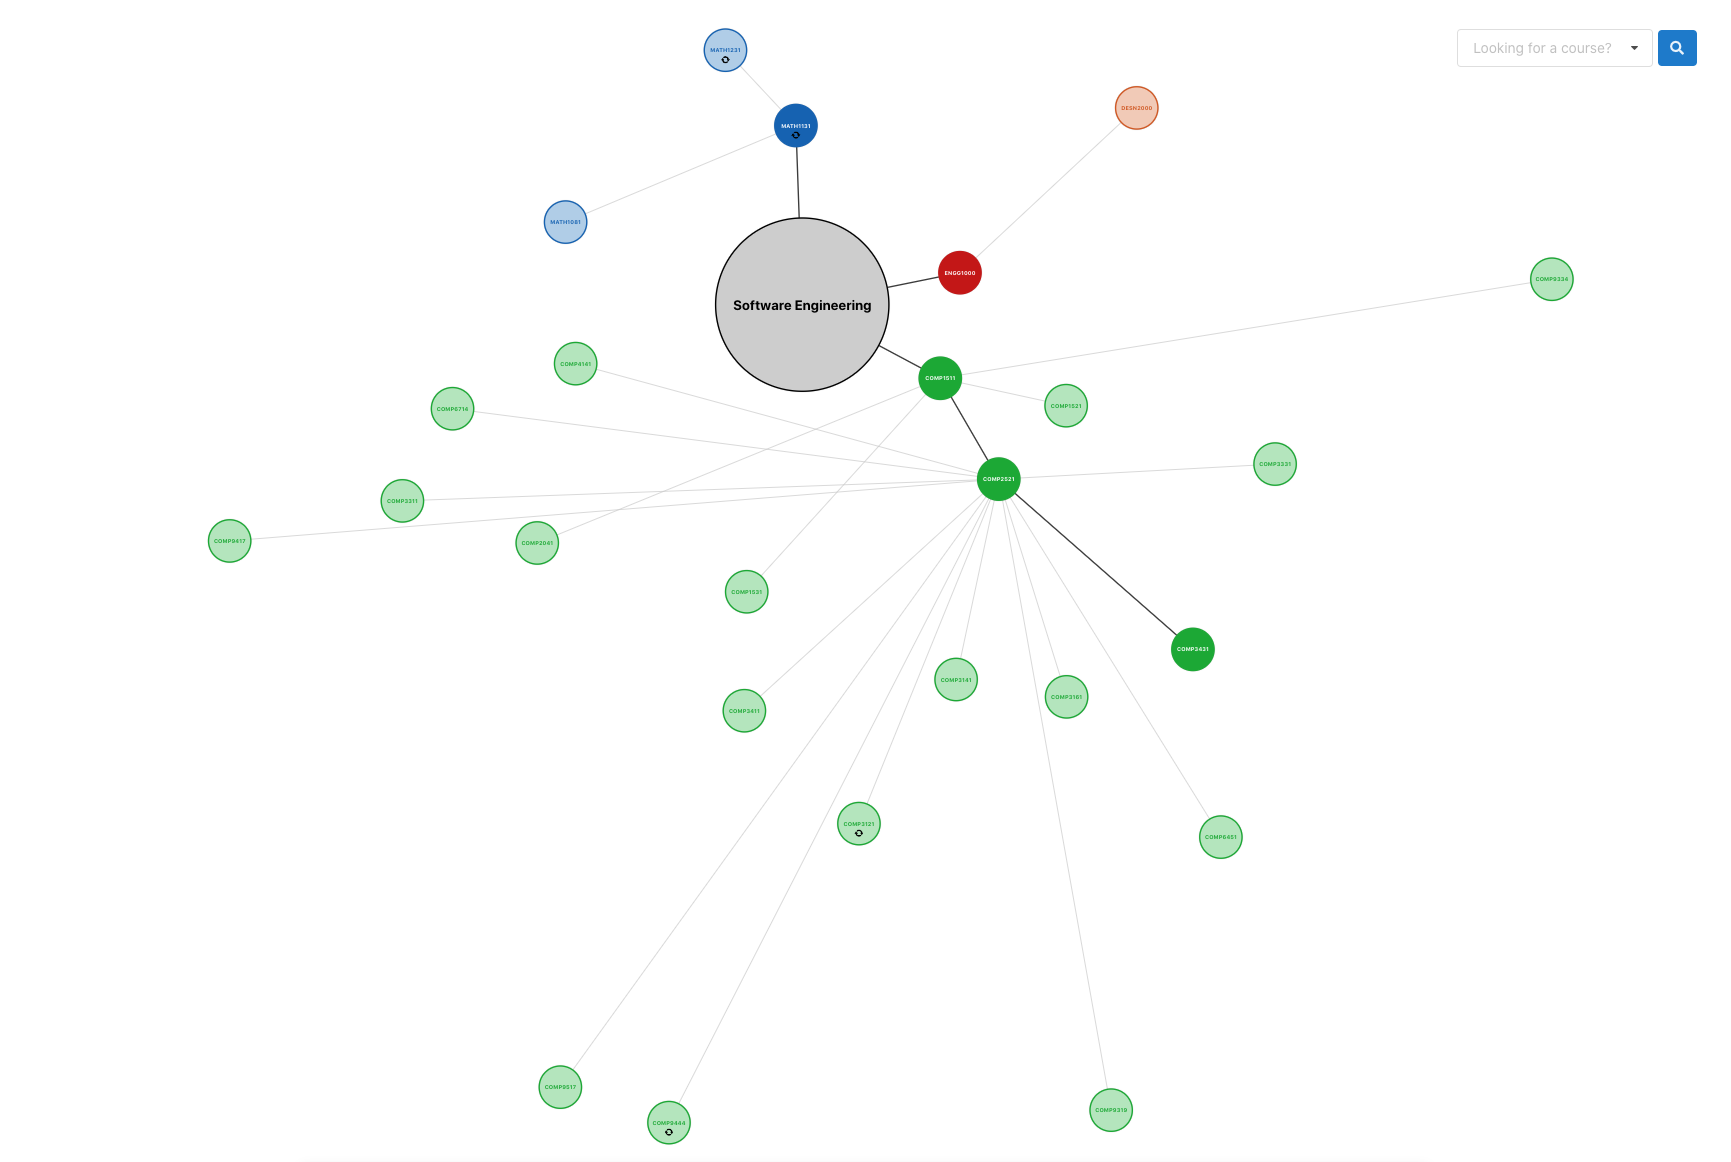 MATH1231
Looking for a course?
DESN2000
MATH1131
MATH1081
ENGG1000
COMP9334
Software Engineering
COMP4141
COMP1511
COMP6714
COMP1521
COMP3331
COMP2521
COMP3311
COMP9417
COMP2041
COMP1531
COMP3431
COMP3141
COMP3161
COMP3411
COMP3121
COMP6451
COMP9517
COMP9319
COMP9444